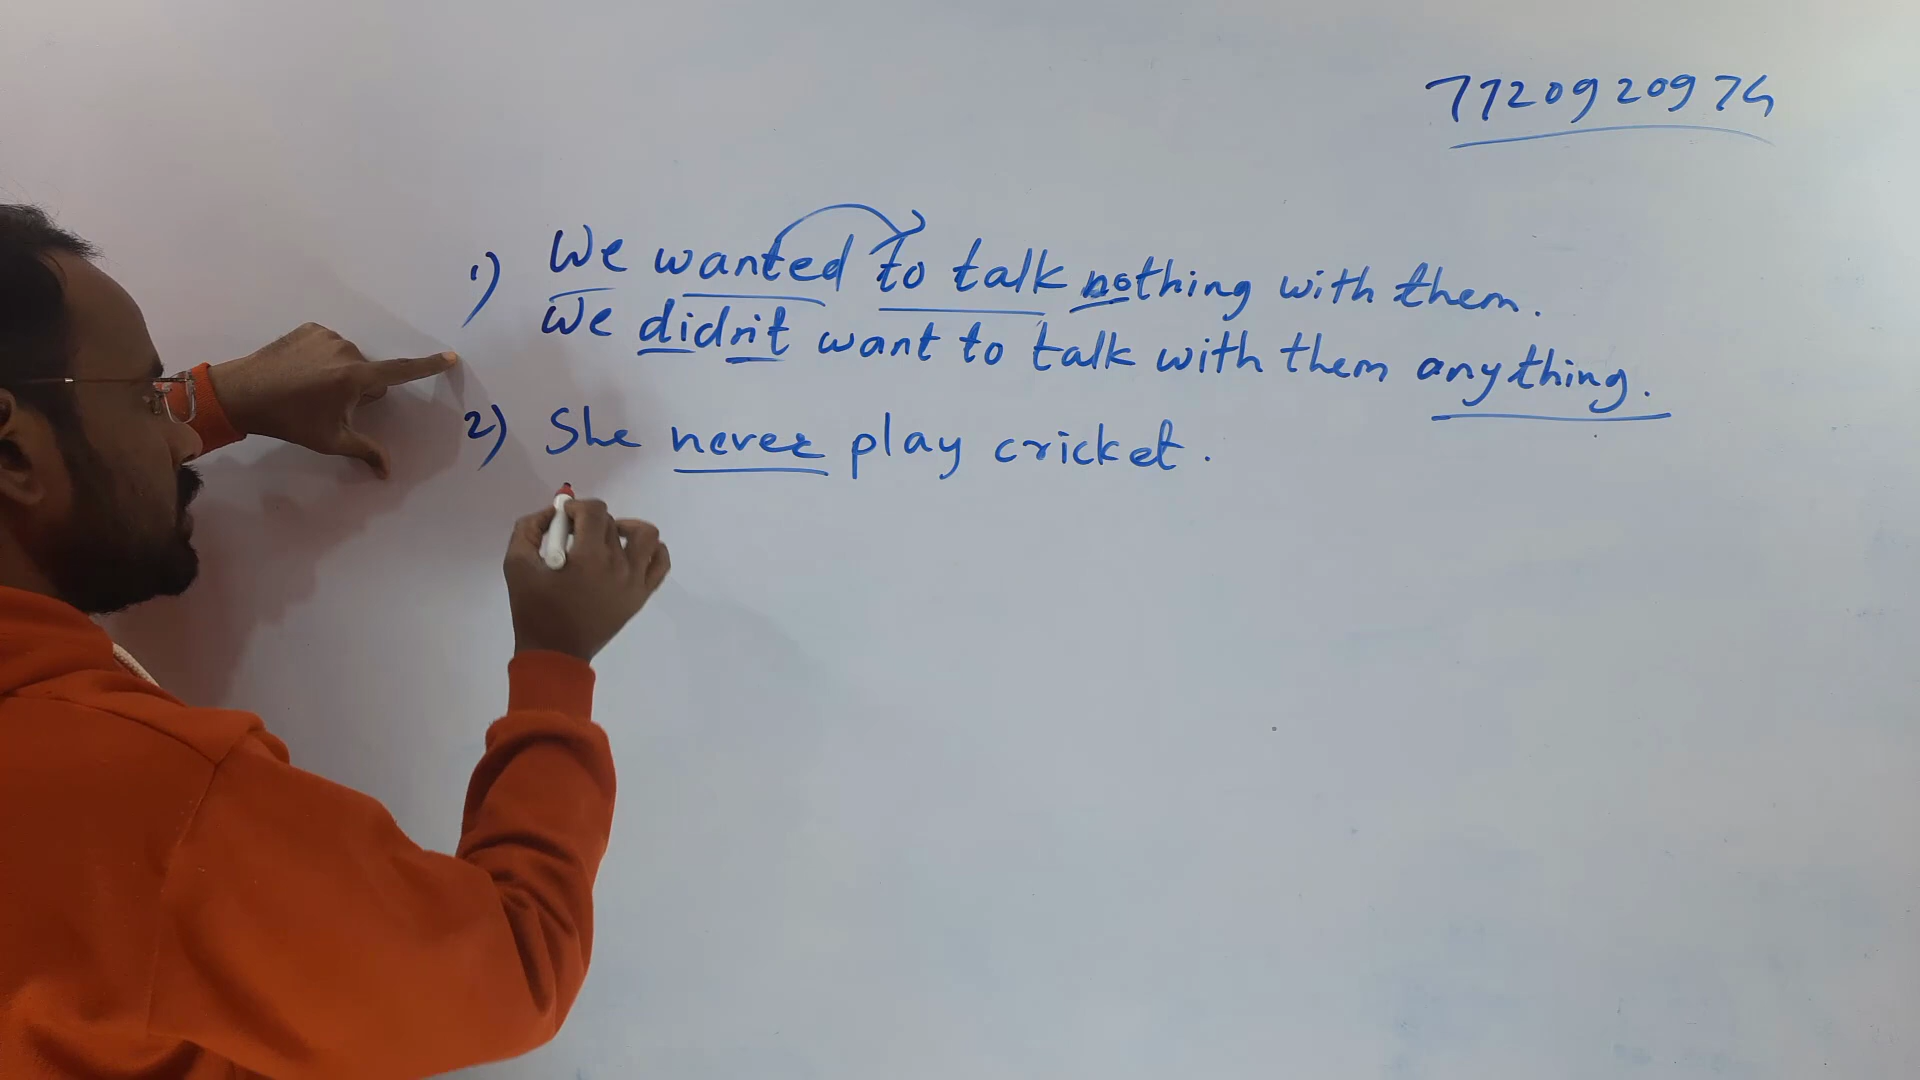 7720920974
1) We wanted to talk nothing with them.
We didn't want to talk with them anything.
2) She never play cricket.